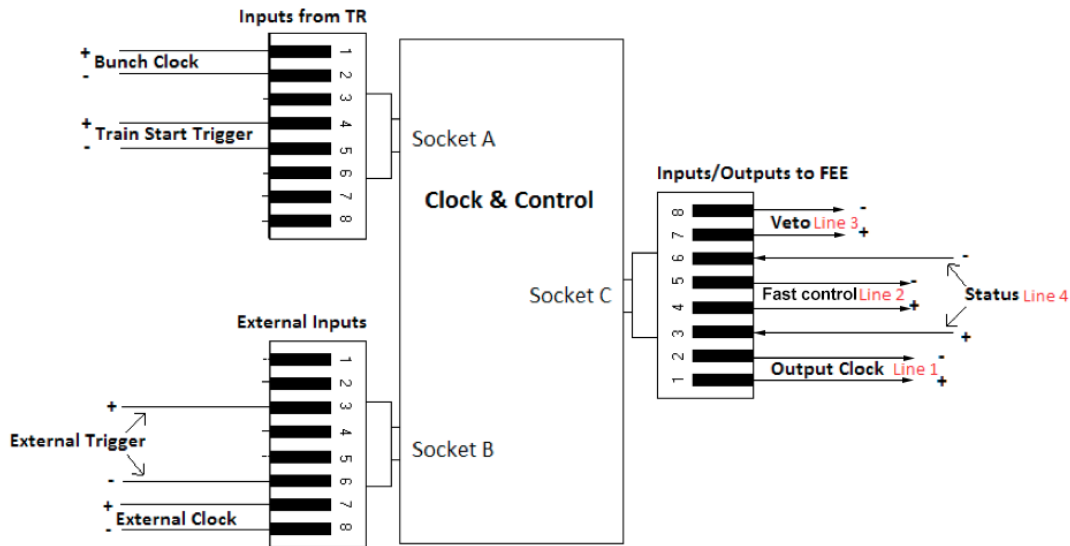 Inputs from TR
+
Bunch Clock
-
+
Train Start Trigger
-
1
2
3
4
5
6
7
8
Socket A
Clock & Control
External Inputs
+
External Trigger
-
+
External Clock
-
1
2
3
4
5
6
7
8
Socket B
Socket C
Inputs/Outputs to FEE
8
7
6
5
4
3
2
1
-
Veto Line 3
+
-
-
Fast control Line 2
+
Status Line 4
+
-
Output Clock Line 1
+